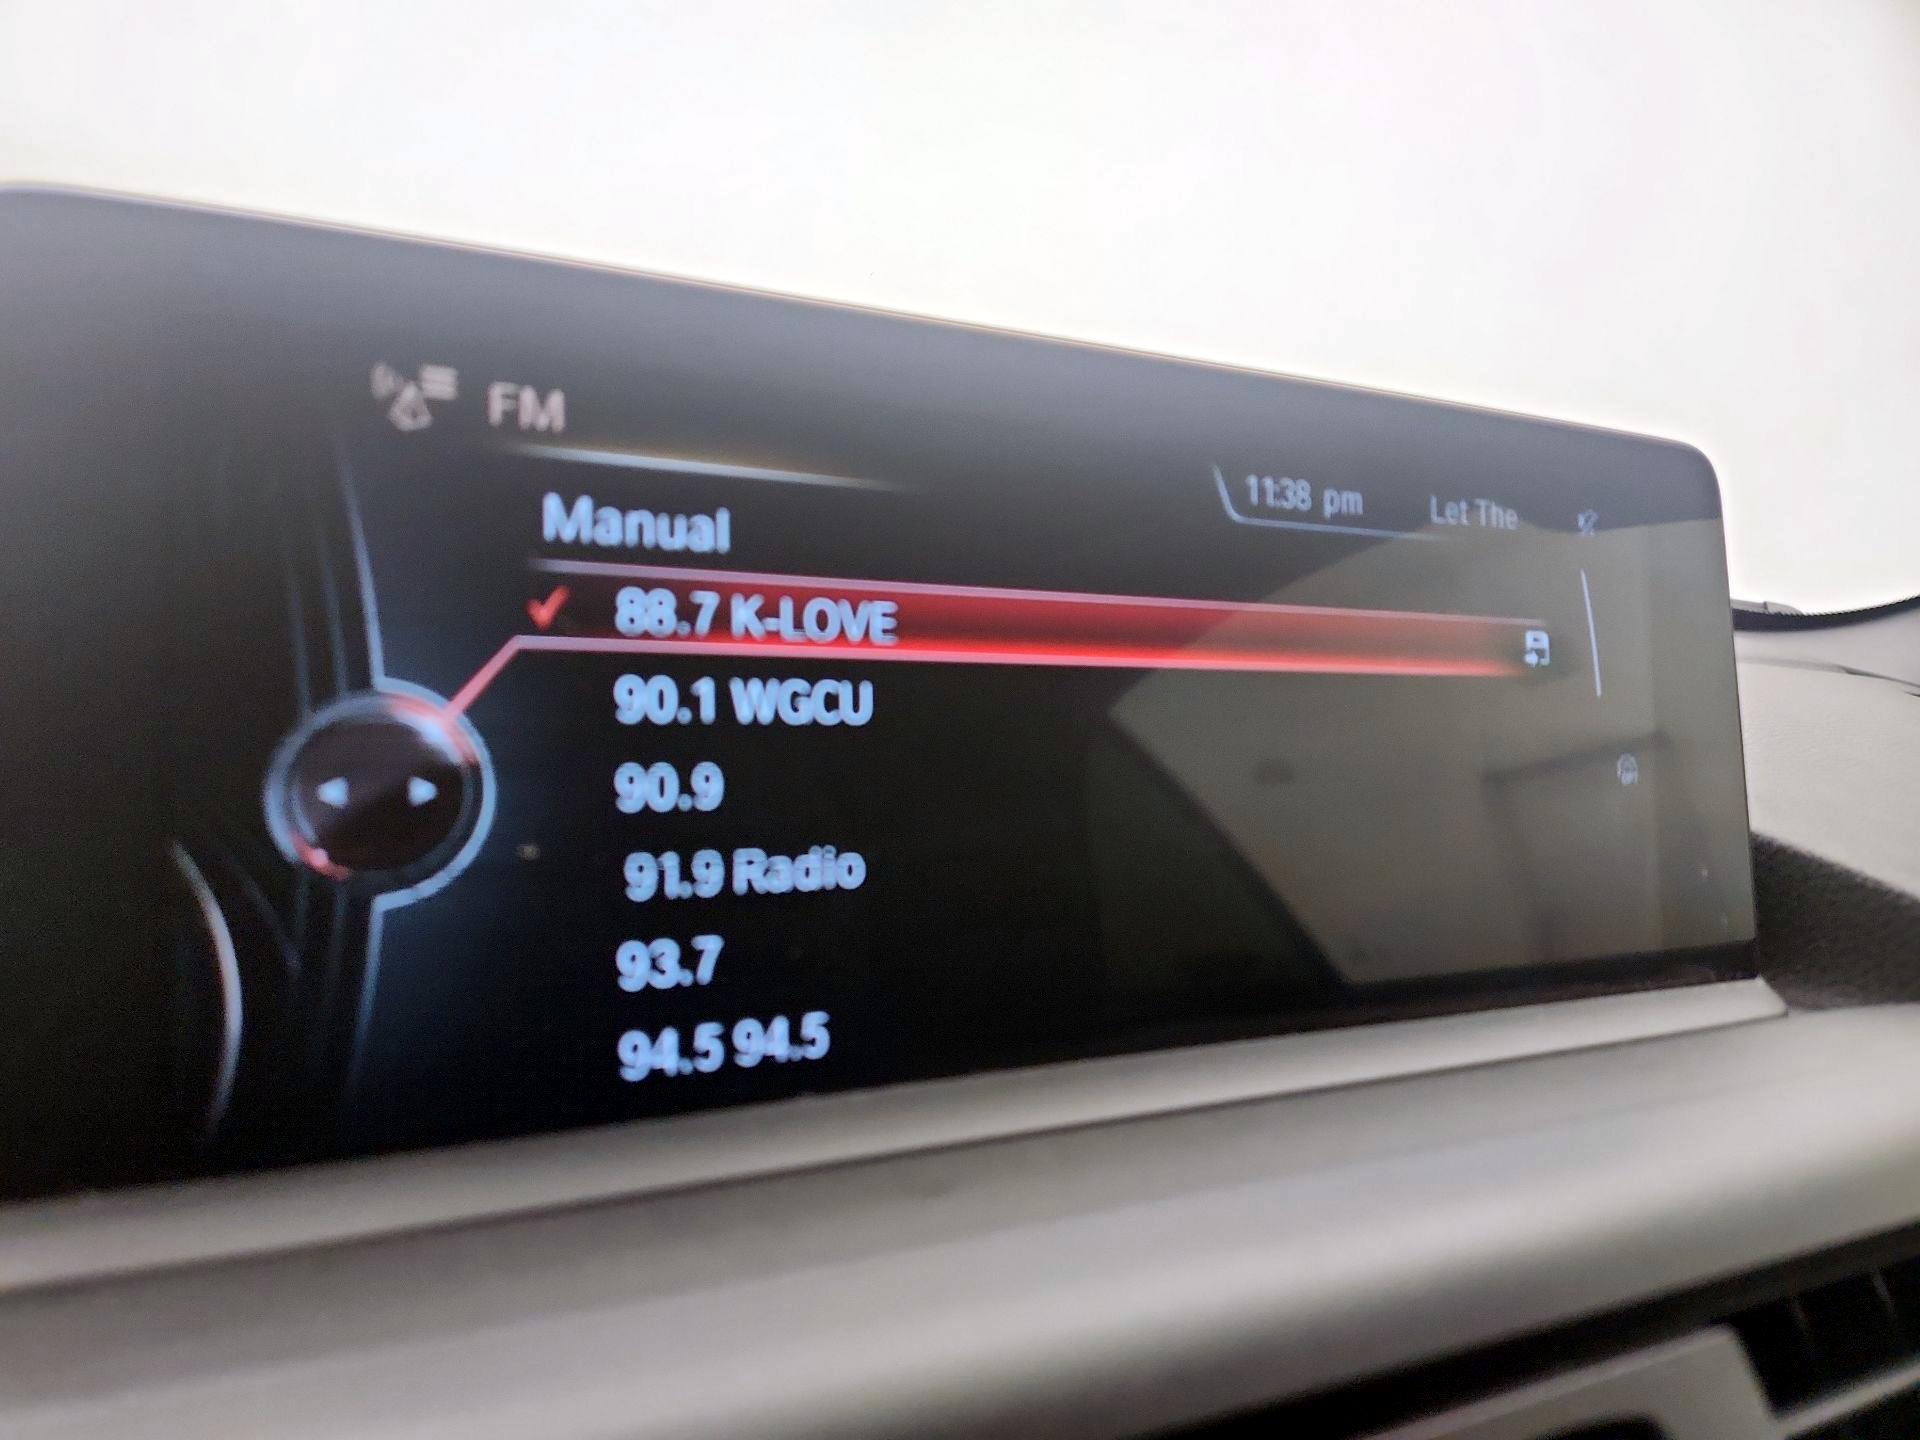 FM
11:38 pm
Let The
Manual
88.7 K-LOVE
90.1 WGCU
90.9
91.9 Radio
93.7
94.5 94.5